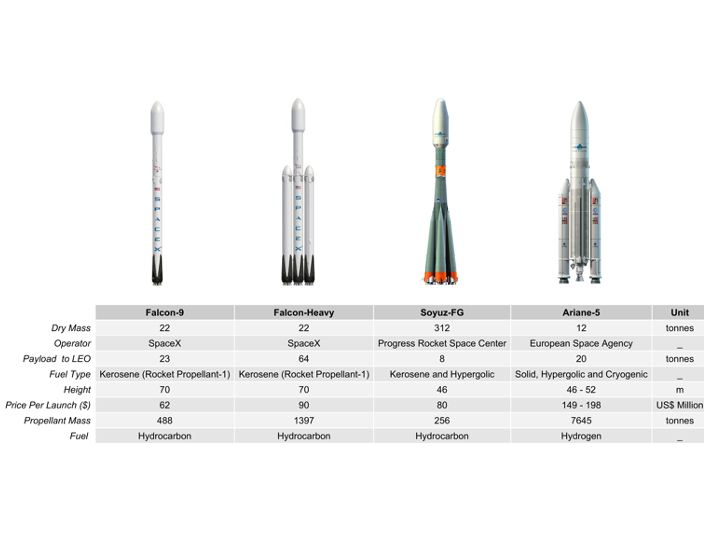 SPACEX
SPACEX
Falcon-9 Falcon-Heavy Soyuz-FG Ariane-5 Unit
Dry Mass 22 22 312 12 tonnes
Operator SpaceX SpaceX Progress Rocket Space Center European Space Agency _
Payload to LEO 23 64 8 20 tonnes
Fuel Type Kerosene (Rocket Propellant-1) Kerosene (Rocket Propellant-1) Kerosene and Hypergolic Solid, Hypergolic and Cryogenic _
Height 70 70 46 46 - 52 m
Price Per Launch ($) 62 90 80 149 - 198 US$ Million
Propellant Mass 488 1397 256 7645 tonnes
Fuel Hydrocarbon Hydrocarbon Hydrocarbon Hydrogen _